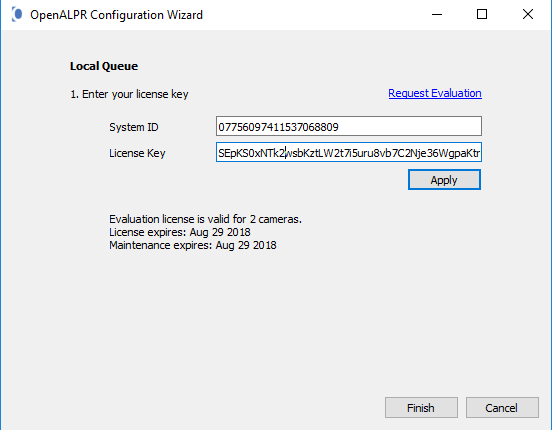 OpenALPR Configuration Wizard
Local Queue
1. Enter your license key
Request Evaluation
System ID
07756097411537068809
License Key
SEpKS0xNTk2wsbKztLW2t7i5uru8vb7C2Nje36WgpaKtr
Apply
Evaluation license is valid for 2 cameras.
License expires: Aug 29 2018
Maintenance expires: Aug 29 2018
Finish
Cancel